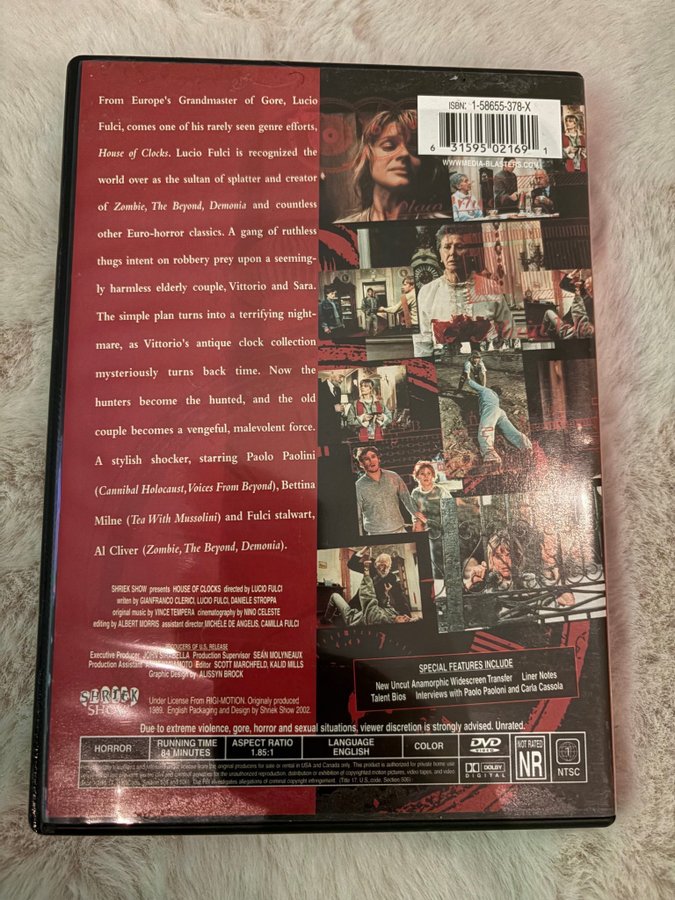 From Europe's Grandmaster of Gore, Lucio
Fulci, comes one of his rarely seen genre efforts,
House of Clocks. Lucio Fulci is recognized the
world over as the sultan of splatter and creator
of Zombie, The Beyond, Demonia and countless
other Euro-horror classics. A gang of ruthless
thugs intent on robbery prey upon a seeming-
ly harmless elderly couple, Vittorio and Sara.
The simple plan turns into a terrifying night-
mare, as Vittorio's antique clock collection
mysteriously turns back time. Now the
hunters become the hunted, and the old
couple becomes a vengeful, malevolent force.
A stylish shocker, starring Paolo Paolini
(Cannibal Holocaust, Voices From Beyond), Bettina
Milne (Tea With Mussolini) and Fulci stalwart,
Al Cliver (Zombie, The Beyond, Demonia).
ISBN: 1-58655-378-X
6 31595 02169 1
WWW.MEDIA-BLASTERS.COM
SHRIEK SHOW presents HOUSE OF CLOCKS directed by LUCIO FULCI
writen by GIANFRANCO CLERICI, LUCIO FULCI, DANIELE STROPPA
original music by VINCE TEMPERA cinematography by NINO CELESTE
editing by ALBERT MORRIS assistant director, MICHELE DE ANGELIS, CAMILLA FULCI
PRODUCERS OF U.S. RELEASE
Executive Producer, JOHN SIRABELLA Production Supervisor SEAN MOLYNEAUX
Production Assistant Editor SCOTT MARCHFELD, KALID MILLS
Graphic Design by ALISSYN BROCK
SHRIEK
SHOW
Under License From RIGI-MOTION. Originally produced
1989. English Packaging and Design by Shriek Show 2002.
SPECIAL FEATURES INCLUDE
New Uncut Anamorphic Widescreen Transfer Liner Notes
Talent Bios Interviews with Paolo Paoloni and Carla Cassola
Due to extreme violence, gore, horror and sexual situations, viewer discretion is strongly advised. Unrated.
HORROR
RUNNING TIME
84 MINUTES
ASPECT RATIO
1.85:1
LANGUAGE
ENGLISH
COLOR
DVD
VIDEO
DOLBY
DIGITAL
NOT RATED
NR
1
NTSC